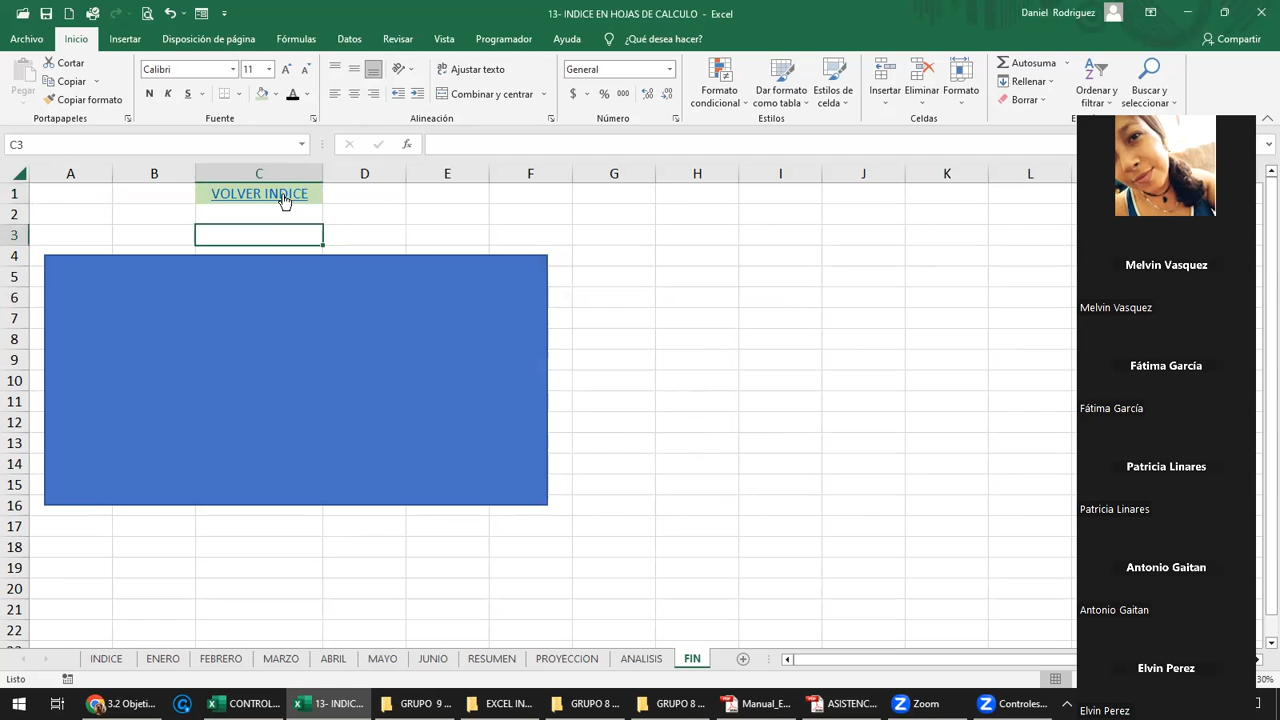 13- INDICE EN HOJAS DE CALCULO - Excel
Daniel Rodriguez
Archivo Inicio Insertar Disposición de página Fórmulas Datos Revisar Vista Programador Ayuda ¿Qué desea hacer? Compartir
Pegar
Cortar
Copiar
Copiar formato
Portapapeles
Calibri 11
N K S
Fuente
Ajustar texto
Combinar y centrar
Alineación
General
$ % 000
Número
Formato condicional
Dar formato como tabla
Estilos de celda
Estilos
Insertar Eliminar Formato
Celdas
Autosuma
Rellenar
Borrar
Ordenar y filtrar
Buscar y seleccionar
C3
fx
A B C D E F G H I J K L
1 VOLVER INDICE
2
3
4
5
6
7
8
9
10
11
12
13
14
15
16
17
18
19
20
21
22
Melvin Vasquez
Melvin Vasquez
Fátima García
Fátima García
Patricia Linares
Patricia Linares
Antonio Gaitan
Antonio Gaitan
Elvin Perez
Elvin Perez
INDICE ENERO FEBRERO MARZO ABRIL MAYO JUNIO RESUMEN PROYECCION ANALISIS FIN
Listo
30%
3.2 Objeti... CONTROL... 13- INDIC... GRUPO 9 ... EXCEL IN... GRUPO 8 ... GRUPO 8 ... Manual_E... ASISTENC... Zoom Controles...